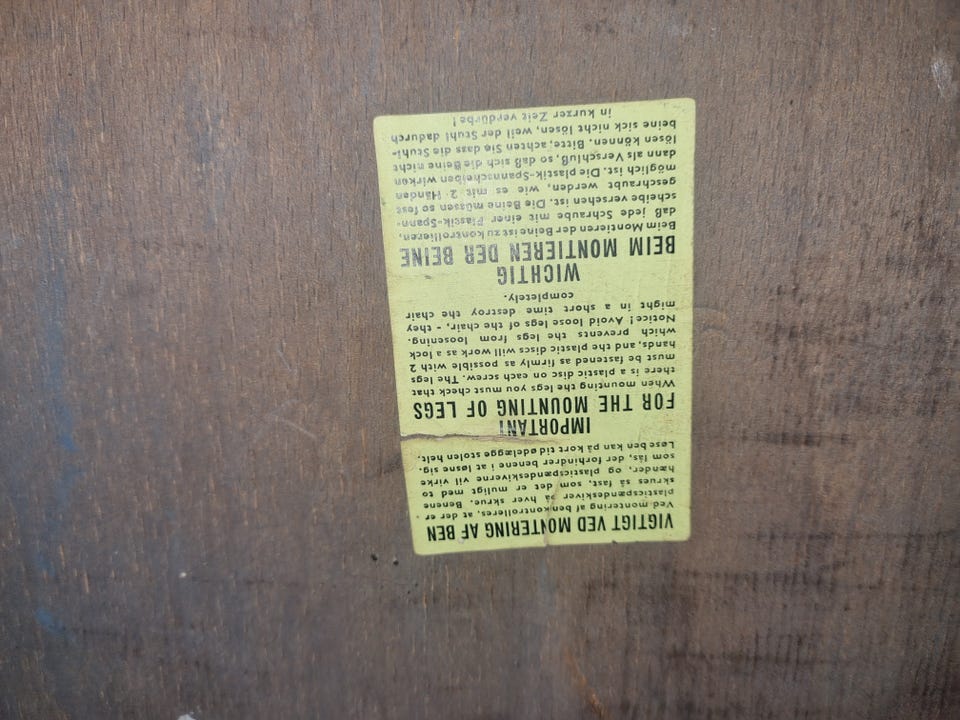 VIGTIGT VED MONTERING AF BEN
Ved montering af ben kontrolleres, at der er
plasticspændeskiver på hver skrue. Benene
skrues så fast, som det er muligt med to
hænder, og plasticspændeskiverne vil virke
som lås, der forhindrer benene i at løsne sig.
Løse ben kan på kort tid ødelægge stolen helt.
IMPORTANT
FOR THE MOUNTING OF LEGS
When mounting the legs you must check that
there is a plastic disc on each screw. The legs
must be fastened as firmly as possible with 2
hands, and the plastic discs will work as a lock
which prevents the legs from loosening.
Notice! Avoid loose legs of the chair, - they
might in a short time destroy the chair
completely.
WICHTIG
BEIM MONTIEREN DER BEINE
Beim Montieren der Beine ist zu kontrollieren,
daß jede Schraube mit einer Plastik-Spann-
scheibe versehen ist. Die Beine müssen so fest
geschraubt werden, wie es mit 2 Händen
möglich ist. Die plastik-Spannscheiben wirken
dann als Verschluß, so daß sich die Beine nicht
lösen können. Bitte, achten Sie dass die Stuhl-
beine sick nicht lösen, weil der Stuhl dadurch
in kurzer Zeit verdürbe!